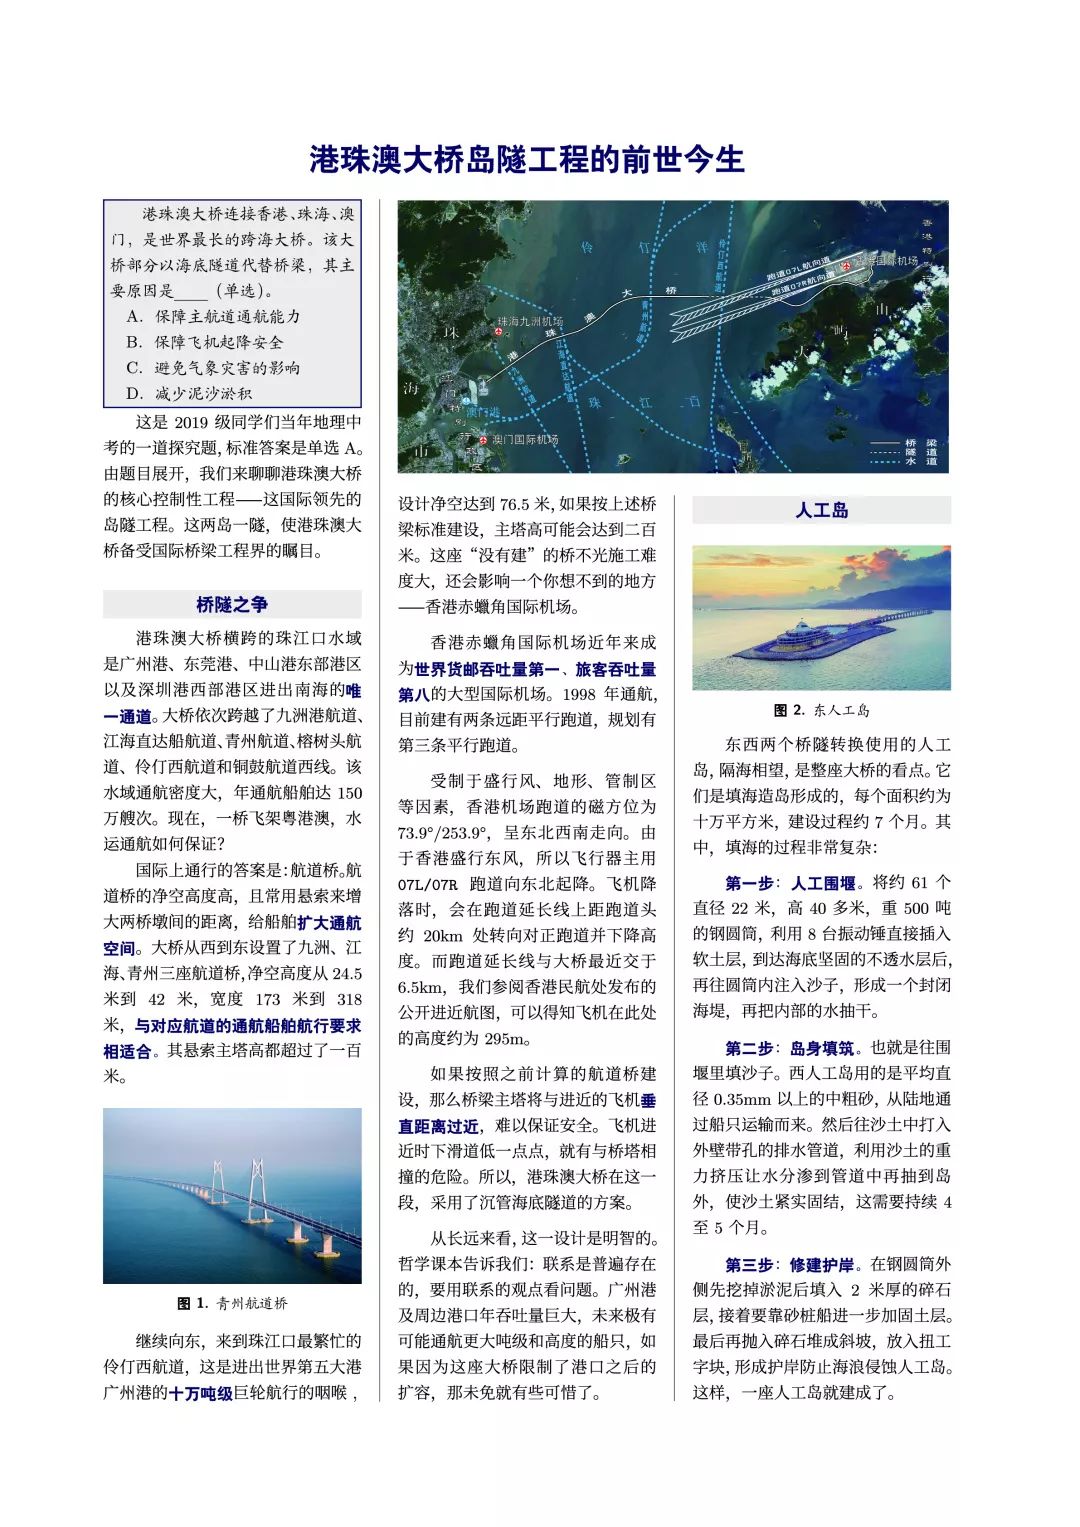 港珠澳大桥岛隧工程的前世今生
港珠澳大桥连接香港、珠海、澳
门，是世界最长的跨海大桥。该大
桥部分以海底隧道代替桥梁，其主
要原因是____（单选）。
A. 保障主航道通航能力
B. 保障飞机起降安全
C. 避免气象灾害的影响
D. 减少泥沙淤积
这是 2019 级同学们当年地理中
考的一道探究题，标准答案是单选 A。
由题目展开，我们来聊聊港珠澳大桥
的核心控制性工程——这国际领先的
岛隧工程。这两岛一隧，使港珠澳大
桥备受国际桥梁工程界的瞩目。
桥隧之争
港珠澳大桥横跨的珠江口水域
是广州港、东莞港、中山港东部港区
以及深圳港西部港区进出南海的唯
一通道。大桥依次跨越了九洲港航道、
江海直达船航道、青州航道、榕树头航
道、伶仃西航道和铜鼓航道西线。该
水域通航密度大，年通航船舶达 150
万艘次。现在，一桥飞架粤港澳，水
运通航如何保证？
国际上通行的答案是：航道桥。航
道桥的净空高度高，且常用悬索来增
大两桥墩间的距离，给船舶扩大通航
空间。大桥从西到东设置了九洲、江
海、青州三座航道桥，净空高度从 24.5
米到 42 米，宽度 173 米到 318
米，与对应航道的通航船舶航行要求
相适合。其悬索主塔高都超过了一百
米。
图 1. 青州航道桥
继续向东，来到珠江口最繁忙的
伶仃西航道，这是进出世界第五大港
广州港的十万吨级巨轮航行的咽喉，
伶 仃 洋
伶仃西航道
香港特别行政区
香港国际机场
跑道07L航向道
跑道07R航向道
大屿山
港珠澳大桥
青州航道
珠海九洲机场
江海直达船航道
九洲航道
珠海市
澳门特别行政区
澳门港
澳门国际机场
珠 江 口
桥 梁
隧 道
水 道
设计净空达到 76.5 米，如果按上述桥
梁标准建设，主塔高可能会达到二百
米。这座“没有建”的桥不光施工难
度大，还会影响一个你想不到的地方
——香港赤鱲角国际机场。
香港赤鱲角国际机场近年来成
为世界货邮吞吐量第一、旅客吞吐量
第八的大型国际机场。1998 年通航，
目前建有两条远距平行跑道，规划有
第三条平行跑道。
受制于盛行风、地形、管制区
等因素，香港机场跑道的磁方位为
73.9°/253.9°，呈东北西南走向。由
于香港盛行东风，所以飞行器主用
07L/07R 跑道向东北起降。飞机降
落时，会在跑道延长线上距跑道头
约 20km 处转向对正跑道并下降高
度。而跑道延长线与大桥最近交于
6.5km，我们参阅香港民航处发布的
公开进近航图，可以得知飞机在此处
的高度约为 295m。
如果按照之前计算的航道桥建
设，那么桥梁主塔将与进近的飞机垂
直距离过近，难以保证安全。飞机进
近时下滑道低一点点，就有与桥塔相
撞的危险。所以，港珠澳大桥在这一
段，采用了沉管海底隧道的方案。
从长远来看，这一设计是明智的。
哲学课本告诉我们：联系是普遍存在
的，要用联系的观点看问题。广州港
及周边港口年吞吐量巨大，未来极有
可能通航更大吨级和高度的船只，如
果因为这座大桥限制了港口之后的
扩容，那未免就有些可惜了。
人工岛
图 2. 东人工岛
东西两个桥隧转换使用的人工
岛，隔海相望，是整座大桥的看点。它
们是填海造岛形成的，每个面积约为
十万平方米，建设过程约 7 个月。其
中，填海的过程非常复杂：
第一步：人工围堰。将约 61 个
直径 22 米，高 40 多米，重 500 吨
的钢圆筒，利用 8 台振动锤直接插入
软土层，到达海底坚固的不透水层后，
再往圆筒内注入沙子，形成一个封闭
海堤，再把内部的水抽干。
第二步：岛身填筑。也就是往围
堰里填沙子。西人工岛用的是平均直
径 0.35mm 以上的中粗砂，从陆地通
过船只运输而来。然后往沙土中打入
外壁带孔的排水管道，利用沙土的重
力挤压让水分渗到管道中再抽到岛
外，使沙土紧实固结，这需要持续 4
至 5 个月。
第三步：修建护岸。在钢圆筒外
侧先挖掉淤泥后填入 2 米厚的碎石
层，接着要靠砂桩船进一步加固土层。
最后再抛入碎石堆成斜坡，放入扭工
字块，形成护岸防止海浪侵蚀人工岛。
这样，一座人工岛就建成了。